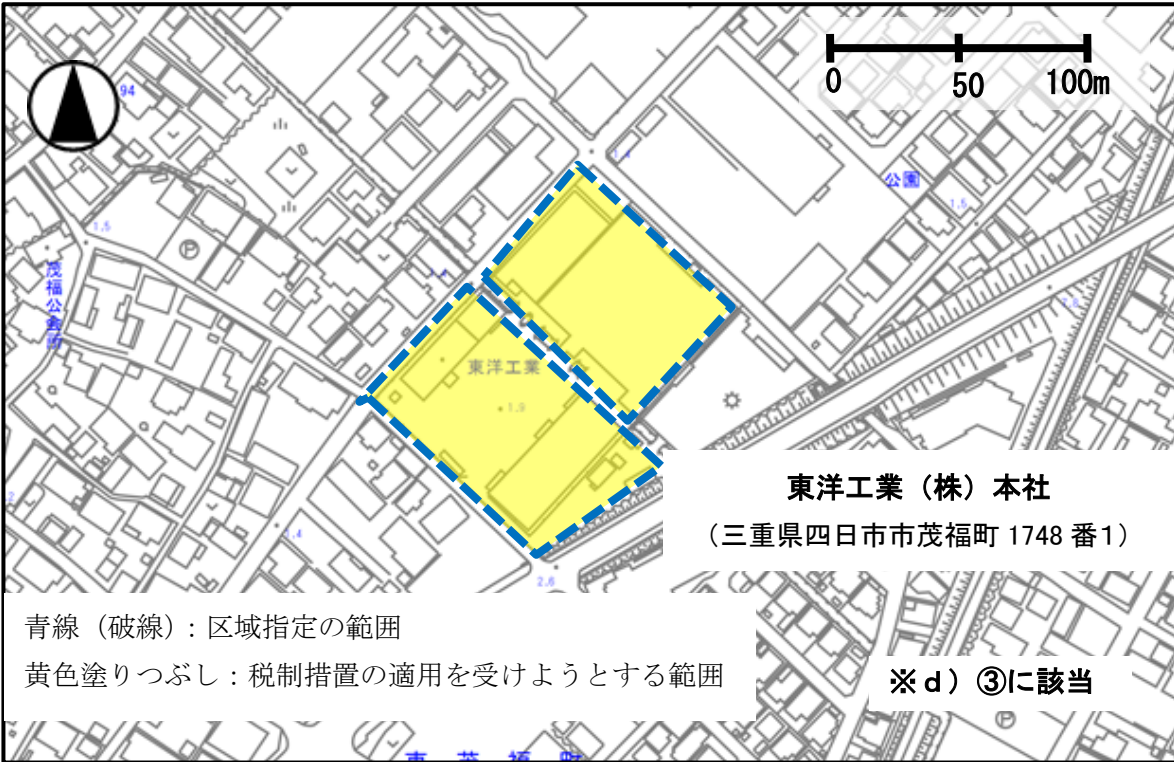 0 50 100m
94
1.4
公園
1.5
1.5
茂福公会所
東洋工業
1.9
東洋工業（株）本社
（三重県四日市市茂福町 1748 番1）
1.4
2.6
青線（破線）：区域指定の範囲
黄色塗りつぶし：税制措置の適用を受けようとする範囲
※ｄ）③に該当
P
P
東茂福町